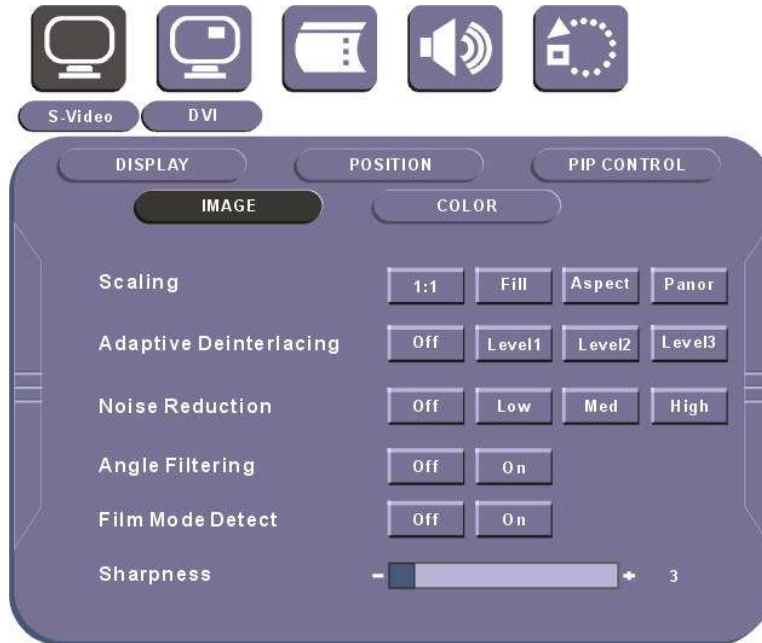 S-Video DVI
DISPLAY POSITION PIP CONTROL
IMAGE COLOR
Scaling 1:1 Fill Aspect Panor
Adaptive Deinterlacing Off Level1 Level2 Level3
Noise Reduction Off Low Med High
Angle Filtering Off On
Film Mode Detect Off On
Sharpness - + 3